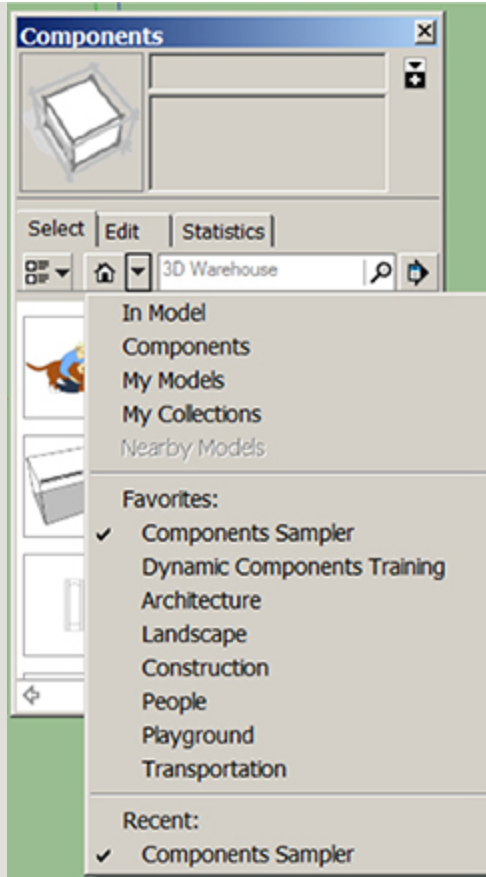 Components
Select Edit Statistics
3D Warehouse
In Model
Components
My Models
My Collections
Nearby Models
Favorites:
✓ Components Sampler
Dynamic Components Training
Architecture
Landscape
Construction
People
Playground
Transportation
Recent:
✓ Components Sampler